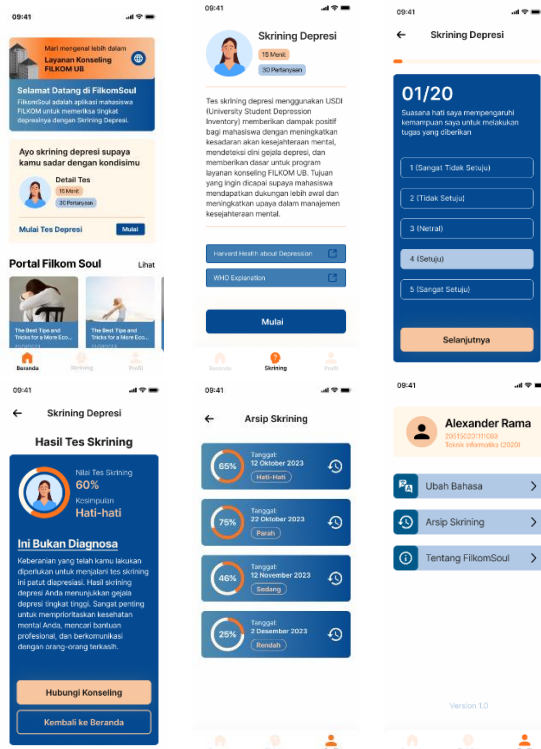 09:41
Mari mengenal lebih dalam
Layanan Konseling
FILKOM UB
Selamat Datang di FilkomSoul
FilkomSoul adalah aplikasi mahasiswa
FILKOM untuk memeriksa tingkat
depresinya dengan Skrining Depresi.
Ayo skrining depresi supaya
kamu sadar dengan kondisimu
Detail Tes
15 Menit
30 Pertanyaan
Mulai Tes Depresi
Mulai
Portal Filkom Soul
Lihat
The Best Tips and
Tricks for a More Eco...
The Best Tips and
Tricks for a More Eco...
Beranda
Skrining
Profil
09:41
Skrining Depresi
15 Menit
30 Pertanyaan
Tes skrining depresi menggunakan USDI
(University Student Depression
Inventory) memberikan dampak positif
bagi mahasiswa dengan meningkatkan
kesadaran akan kesejahteraan mental,
mendeteksi dini gejala depresi, dan
memberikan dasar untuk program
layanan konseling FILKOM UB. Tujuan
yang ingin dicapai supaya mahasiswa
mendapatkan dukungan lebih awal dan
meningkatkan upaya dalam manajemen
kesejahteraan mental.
Harvard Health about Depression
WHO Explanation
Mulai
Beranda
Skrining
Profil
09:41
Skrining Depresi
01/20
Suasana hati saya mempengaruhi
kemampuan saya untuk melakukan
tugas yang diberikan
1 (Sangat Tidak Setuju)
2 (Tidak Setuju)
3 (Netral)
4 (Setuju)
5 (Sangat Setuju)
Selanjutnya
09:41
Skrining Depresi
Hasil Tes Skrining
Nilai Tes Skrining
60%
Kesimpulan
Hati-hati
Ini Bukan Diagnosa
Keberanian yang telah kamu lakukan
diperlukan untuk menjalani tes skrining
ini patut diapresiasi. Hasil skrining
depresi Anda menunjukkan gejala
depresi tingkat tinggi. Sangat penting
untuk memprioritaskan kesehatan
mental Anda, mencari bantuan
profesional, dan berkomunikasi
dengan orang-orang terkasih.
Hubungi Konseling
Kembali ke Beranda
09:41
Arsip Skrining
65%
Tanggal:
12 Oktober 2023
Hati-Hati
75%
Tanggal:
22 Oktober 2023
Parah
46%
Tanggal:
12 November 2023
Sedang
25%
Tanggal:
2 Desember 2023
Rendah
09:41
Alexander Rama
Teknik Informatika (2020)
Ubah Bahasa
Arsip Skrining
Tentang FilkomSoul
Version 1.0